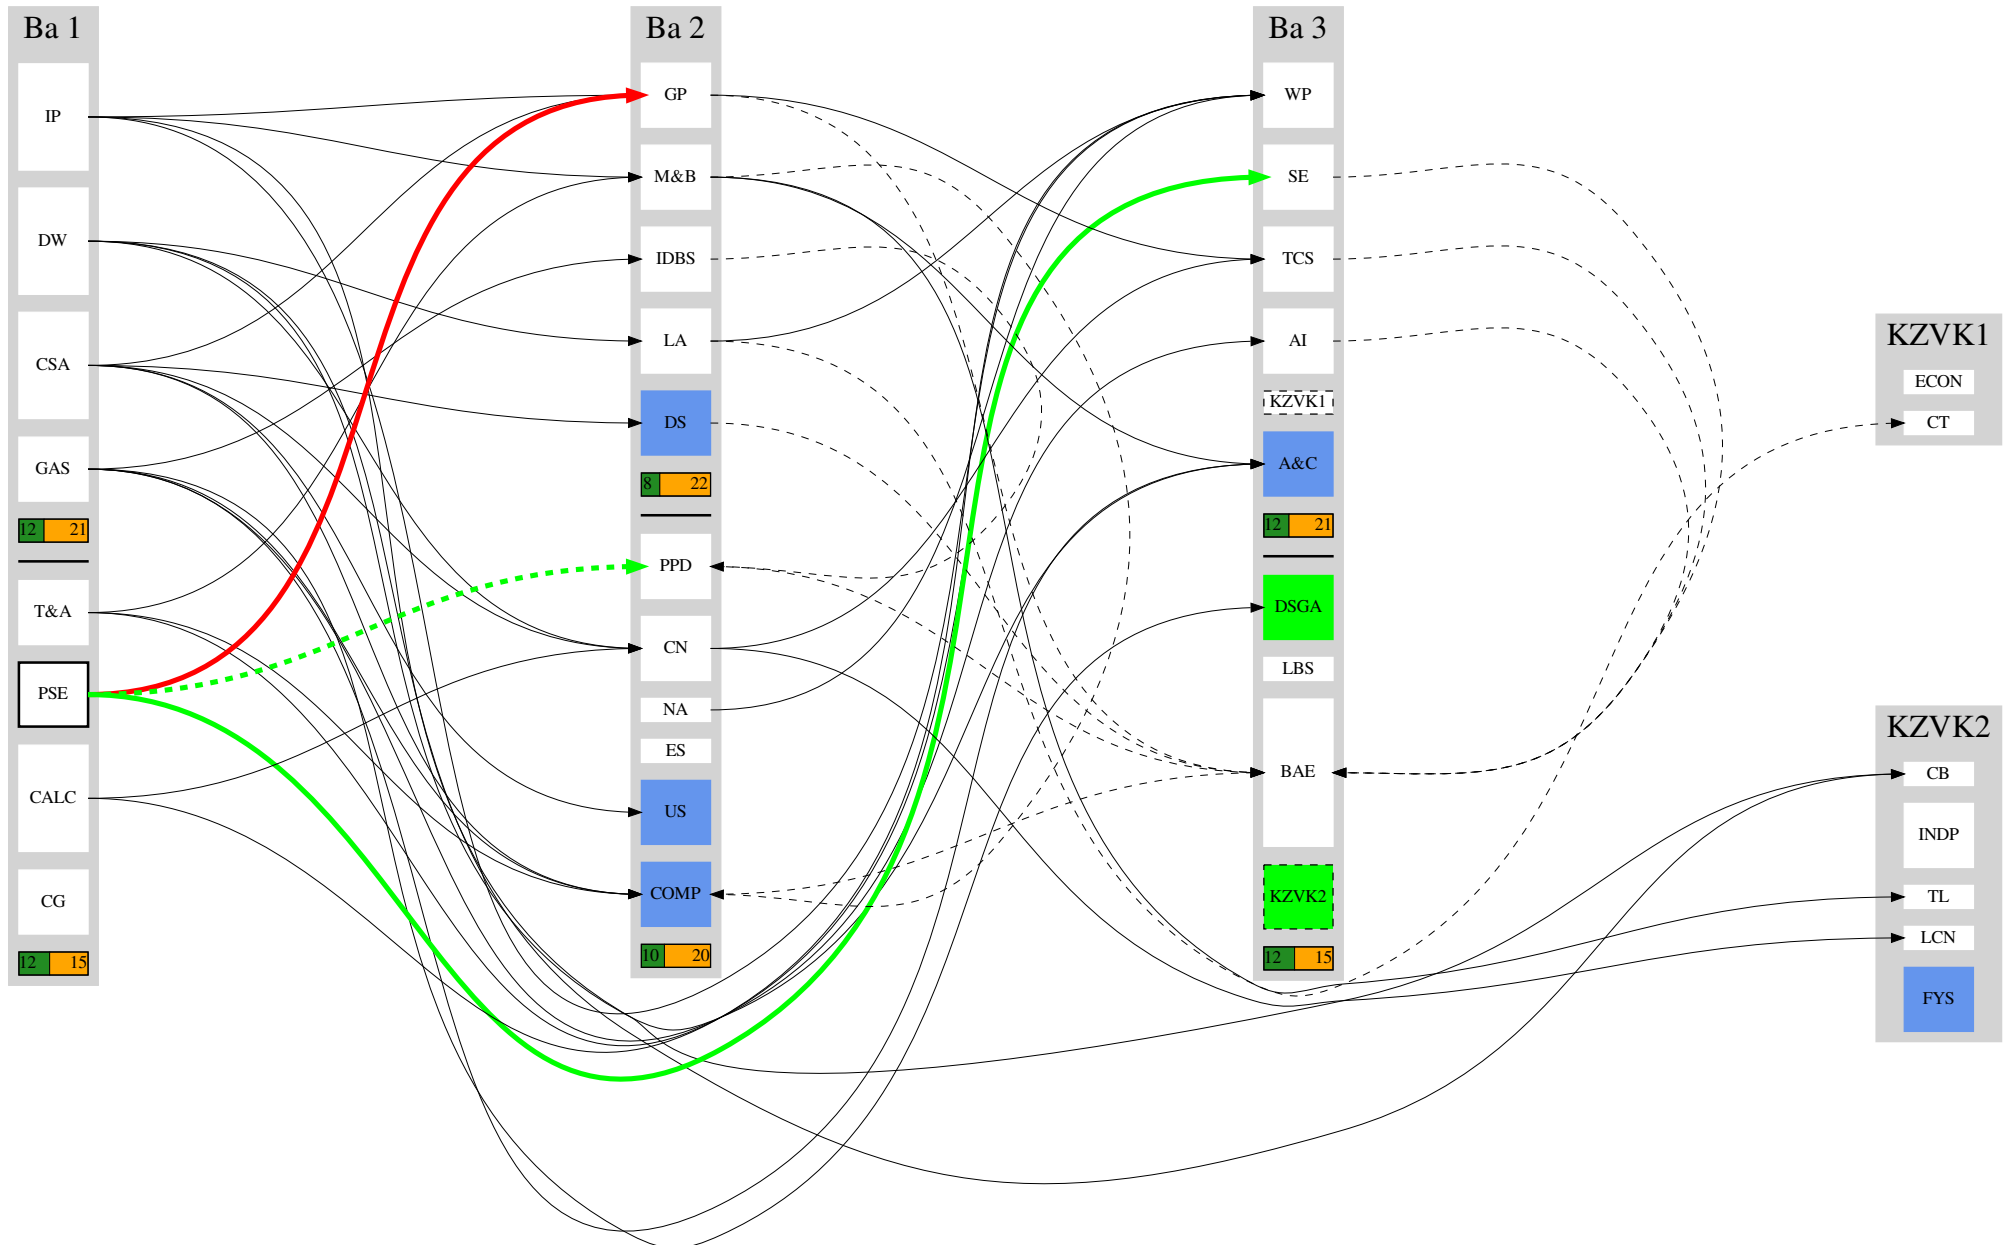 Ba 1
IP
DW
CSA
GAS
12 21
T&A
PSE
CALC
CG
12 15
Ba 2
GP
M&B
IDBS
LA
DS
8 22
PPD
CN
NA
ES
US
COMP
10 20
Ba 3
WP
SE
TCS
AI
KZVK1
A&C
12 21
DSGA
LBS
BAE
KZVK2
12 15
KZVK1
ECON
CT
KZVK2
CB
INDP
TL
LCN
FYS